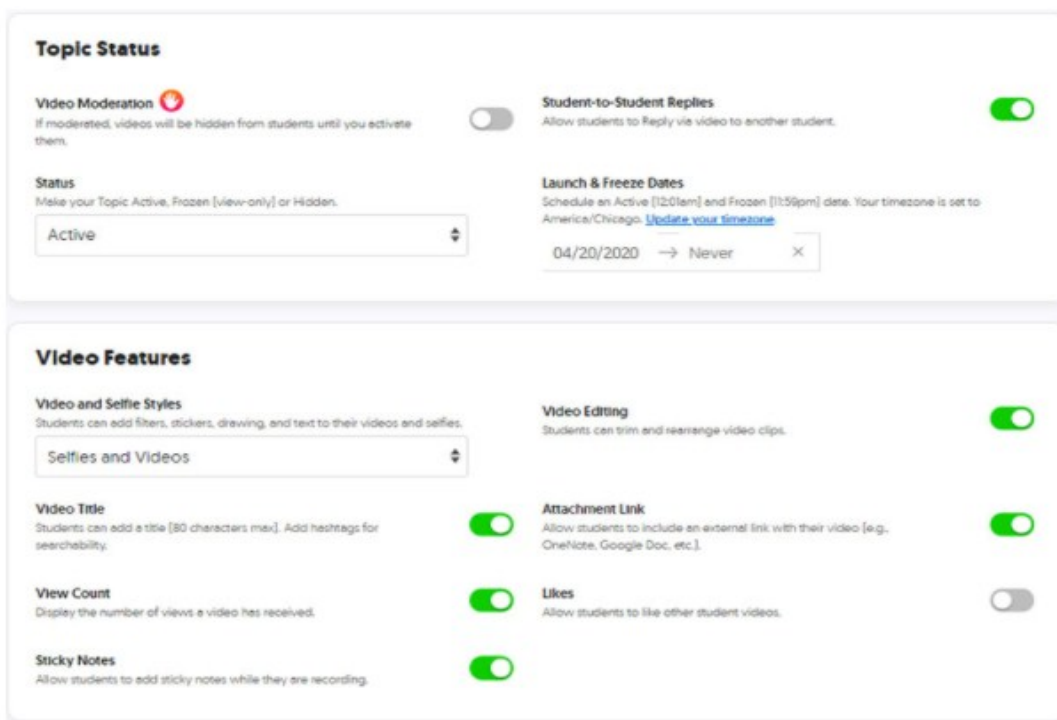 Topic Status
Video Moderation
If moderated, videos will be hidden from students until you activate
them.
Student-to-Student Replies
Allow students to Reply via video to another student.
Status
Make your Topic Active, Frozen [view-only] or Hidden.
Active
Launch & Freeze Dates
Schedule an Active [12:01am] and Frozen [11:59pm] date. Your timezone is set to
America/Chicago. Update your timezone.
04/20/2020 → Never ×
Video Features
Video and Selfie Styles
Students can add filters, stickers, drawing, and text to their videos and selfies.
Selfies and Videos
Video Editing
Students can trim and rearrange video clips.
Video Title
Students can add a title [80 characters max]. Add hashtags for
searchability.
Attachment Link
Allow students to include an external link with their video [e.g.,
OneNote, Google Doc, etc.].
View Count
Display the number of views a video has received.
Likes
Allow students to like other student videos.
Sticky Notes
Allow students to add sticky notes while they are recording.